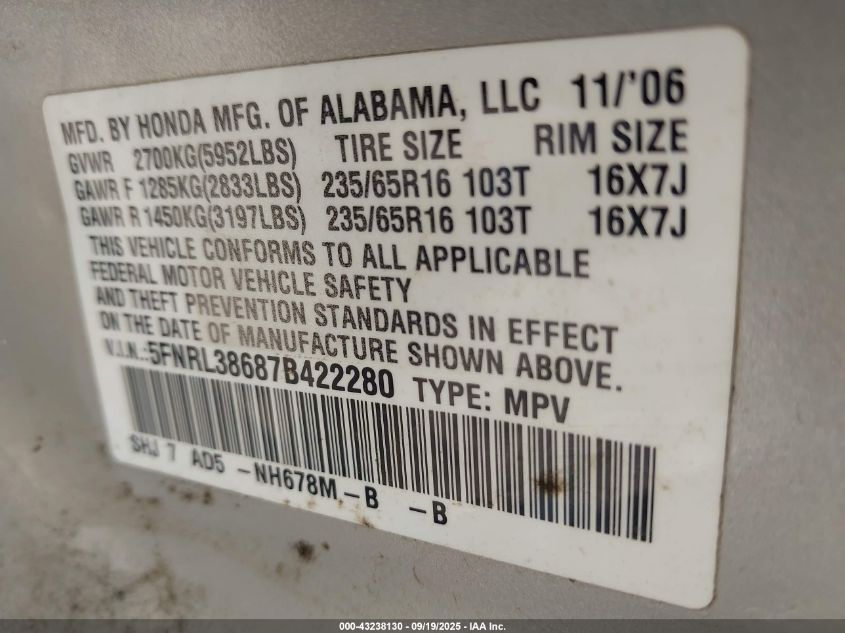 MFD. BY HONDA MFG. OF ALABAMA, LLC 11/'06
GVWR 2700KG(5952LBS) TIRE SIZE RIM SIZE
GAWR F 1285KG(2833LBS) 235/65R16 103T 16X7J
GAWR R 1450KG(3197LBS) 235/65R16 103T 16X7J
THIS VEHICLE CONFORMS TO ALL APPLICABLE
FEDERAL MOTOR VEHICLE SAFETY
AND THEFT PREVENTION STANDARDS IN EFFECT
ON THE DATE OF MANUFACTURE SHOWN ABOVE.
V.I.N.:5FNRL38687B422280 TYPE: MPV
SHJ 7 AD5 -NH678M-B -B
000-43238130 - 09/19/2025 - IAA Inc.